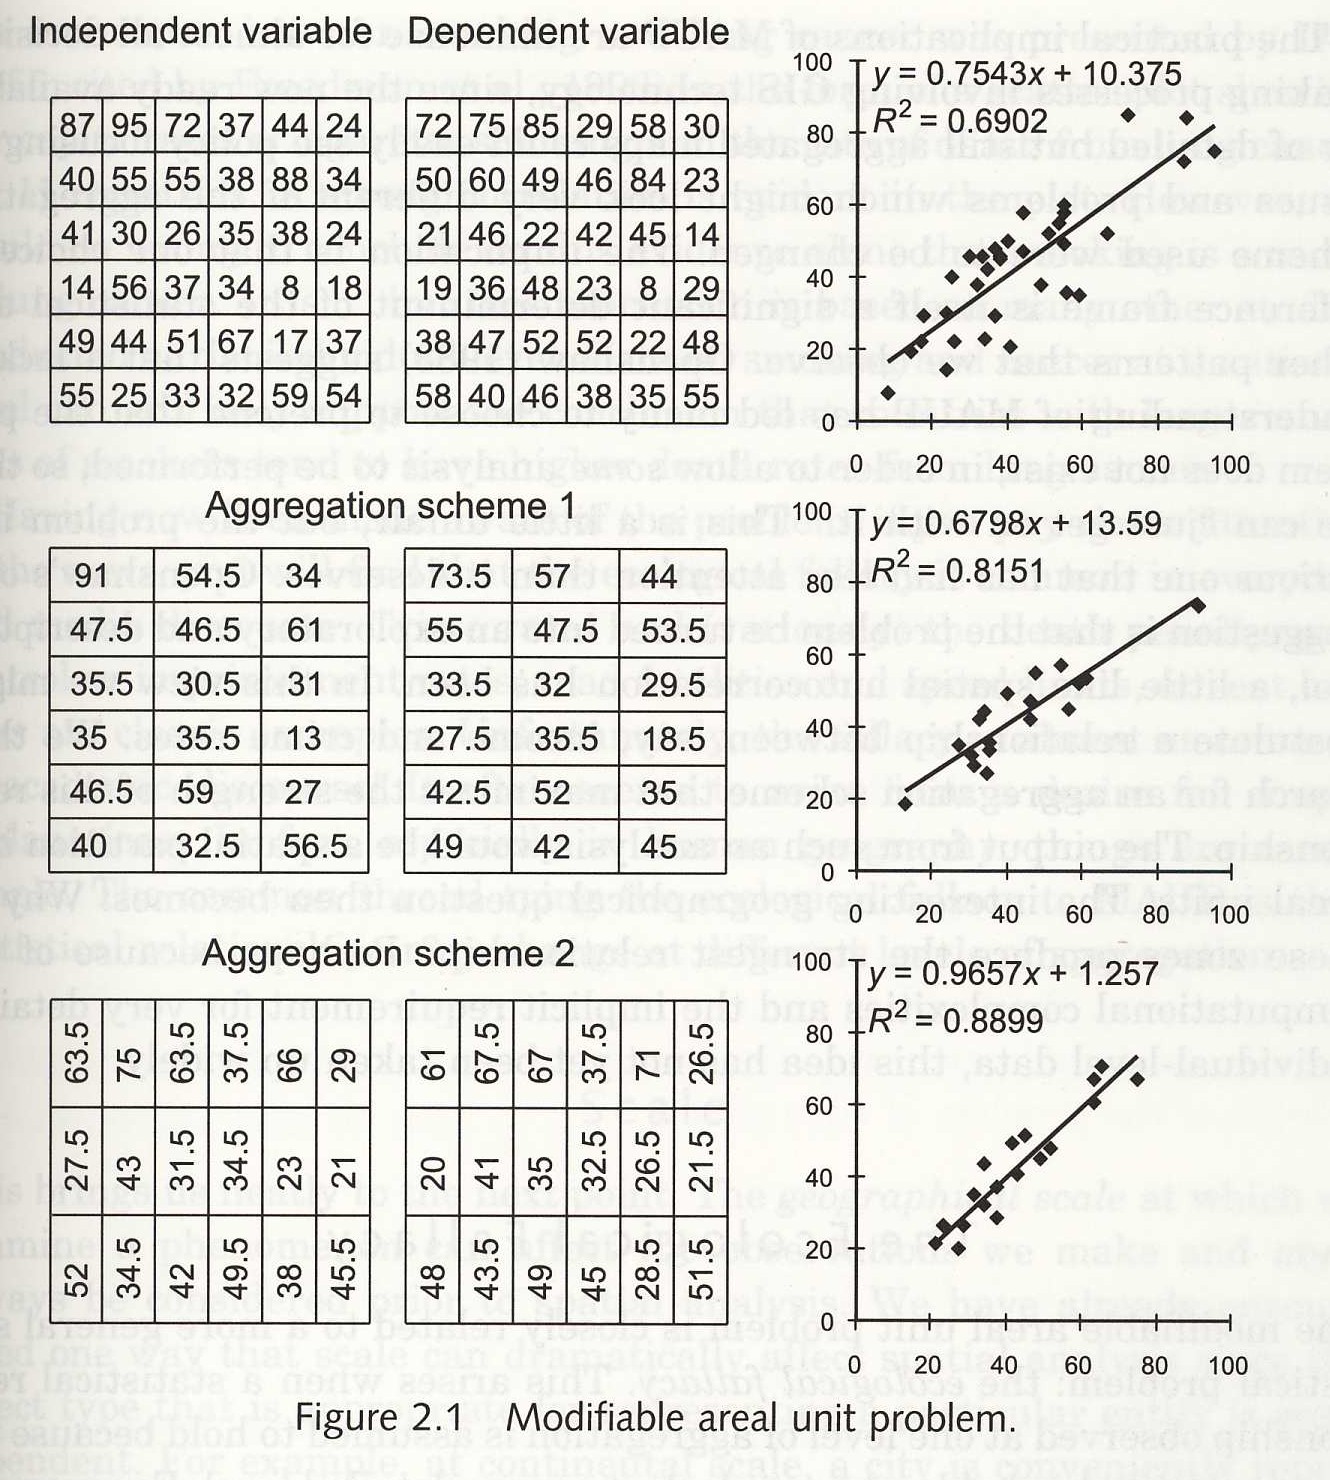 Independent variable
Dependent variable
87 95 72 37 44 24
40 55 55 38 88 34
41 30 26 35 38 24
14 56 37 34 8 18
49 44 51 67 17 37
55 25 33 32 59 54
72 75 85 29 58 30
50 60 49 46 84 23
21 46 22 42 45 14
19 36 48 23 8 29
38 47 52 52 22 48
58 40 46 38 35 55
y = 0.7543x + 10.375
R² = 0.6902
100
80
60
40
20
0
0 20 40 60 80 100
Aggregation scheme 1
91 54.5 34
47.5 46.5 61
35.5 30.5 31
35 35.5 13
46.5 59 27
40 32.5 56.5
73.5 57 44
55 47.5 53.5
33.5 32 29.5
27.5 35.5 18.5
42.5 52 35
49 42 45
y = 0.6798x + 13.59
R² = 0.8151
100
80
60
40
20
0
0 20 40 60 80 100
Aggregation scheme 2
63.5 75 63.5 37.5 66 29
27.5 43 31.5 34.5 23 21
52 34.5 42 49.5 38 45.5
61 67.5 67 37.5 71 26.5
20 41 35 32.5 26.5 21.5
48 43.5 49 45 28.5 51.5
y = 0.9657x + 1.257
R² = 0.8899
100
80
60
40
20
0
0 20 40 60 80 100
Figure 2.1 Modifiable areal unit problem.